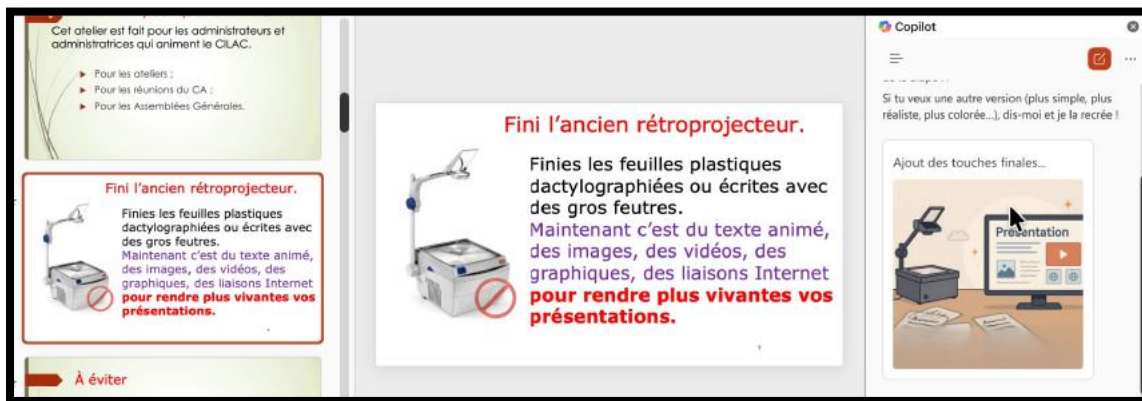 Cet atelier est fait pour les administrateurs et
administratrices qui animent le CILAC.
Pour les ateliers ;
Pour les réunions du CA ;
Pour les Assemblées Générales.
Fini l’ancien rétroprojecteur.
Finies les feuilles plastiques
dactylographiées ou écrites avec
des gros feutres.
Maintenant c’est du texte animé,
des images, des vidéos, des
graphiques, des liaisons Internet
pour rendre plus vivantes vos
présentations.
À éviter
Fini l’ancien rétroprojecteur.
Finies les feuilles plastiques
dactylographiées ou écrites avec
des gros feutres.
Maintenant c’est du texte animé,
des images, des vidéos, des
graphiques, des liaisons Internet
pour rendre plus vivantes vos
présentations.
Copilot
Si tu veux une autre version (plus simple, plus
réaliste, plus colorée...), dis-moi et je la recrée !
Ajout des touches finales...
Présentation